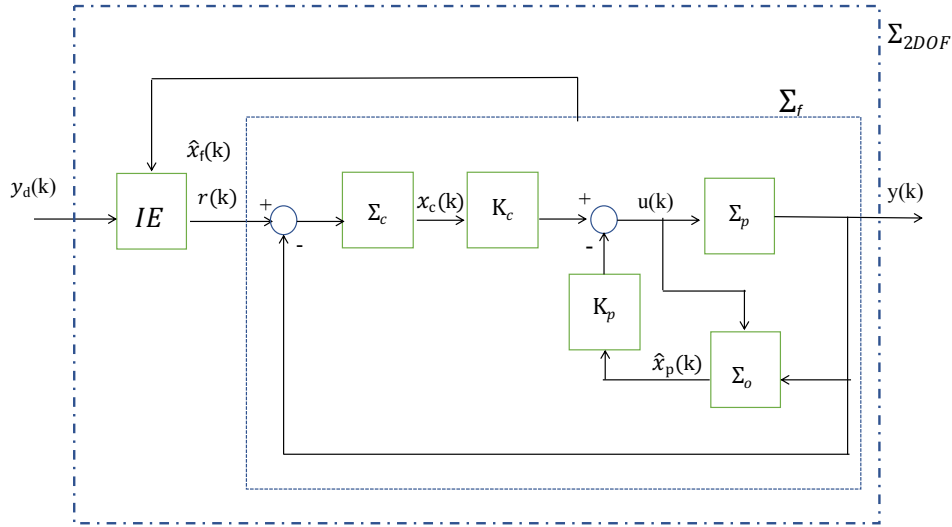 Σ2DOF
Σf
x̂f(k)
yd(k)
r(k)
IE
+
-
Σc
xc(k)
Kc
+
-
u(k)
Σp
y(k)
Kp
x̂p(k)
Σo